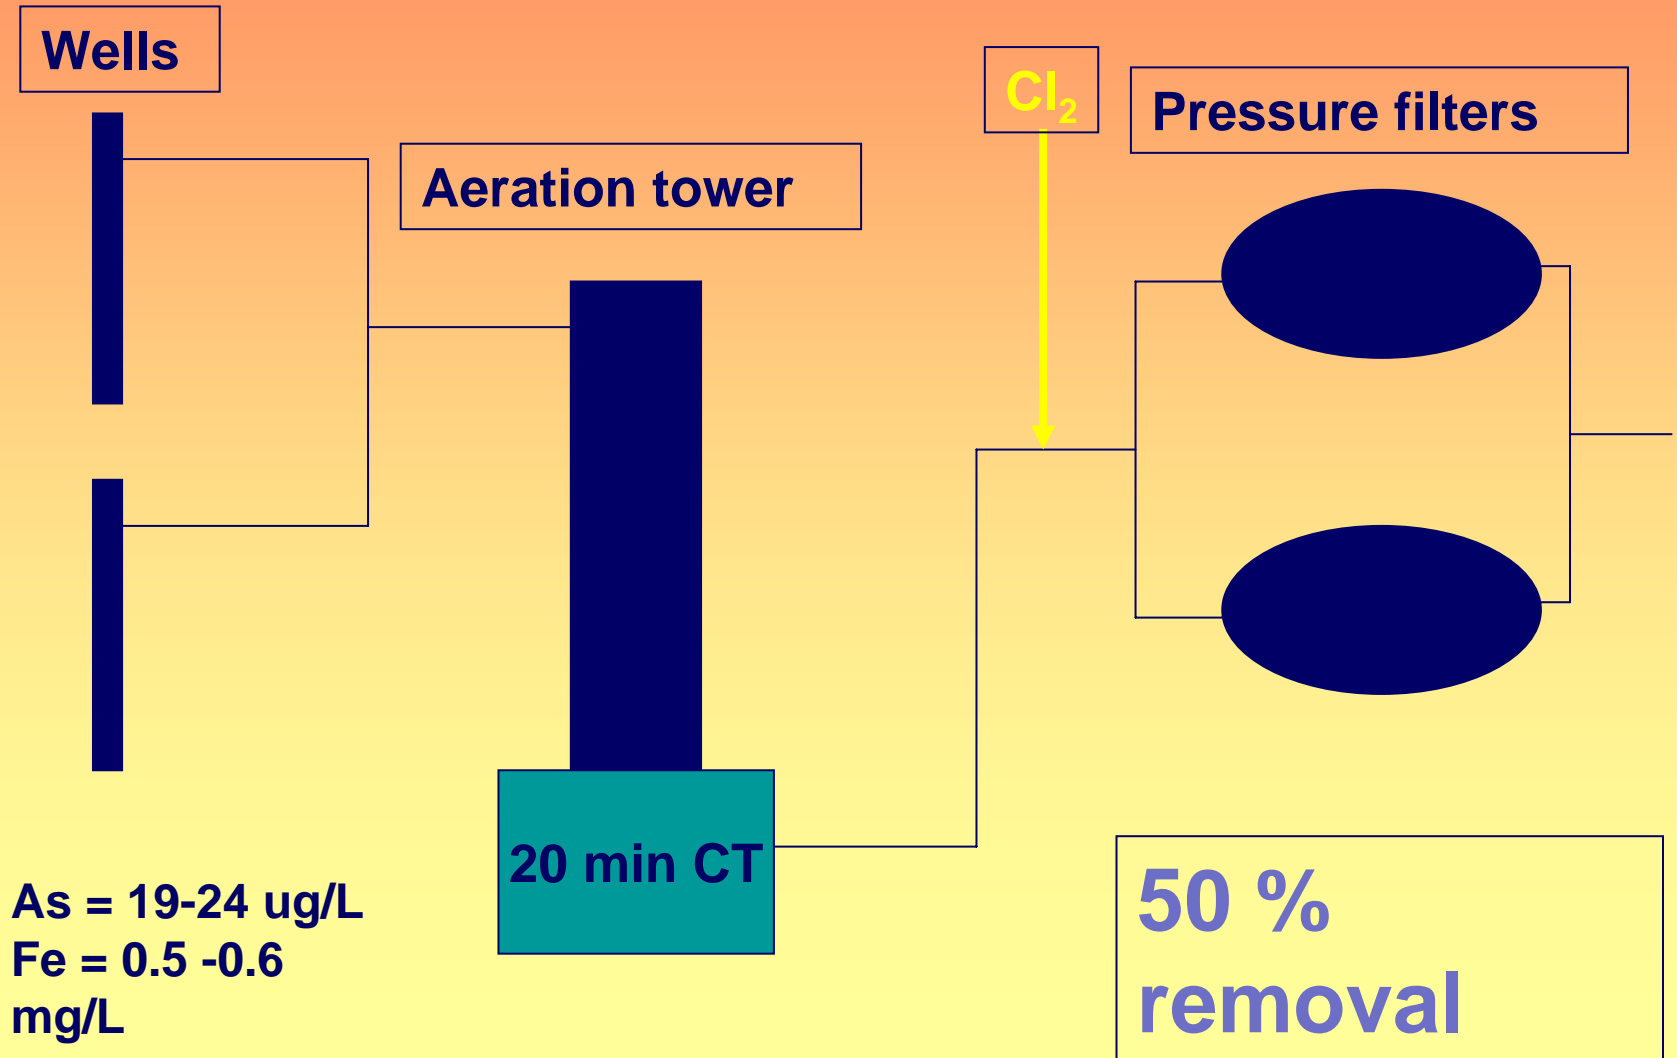 Wells
Cl₂
Pressure filters
Aeration tower
20 min CT
As = 19-24 ug/L
Fe = 0.5 -0.6
mg/L
50 %
removal